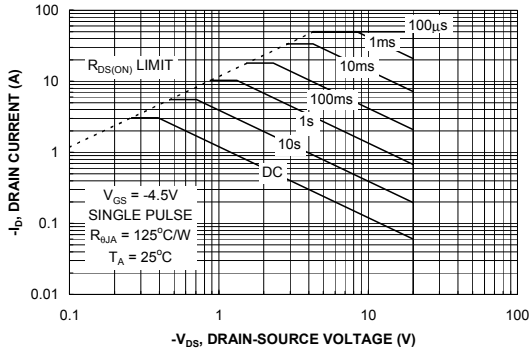 100
10
1
0.1
0.01
-I_D, DRAIN CURRENT (A)
R_DS(ON) LIMIT
100µs
1ms
10ms
100ms
1s
10s
DC
V_GS = -4.5V
SINGLE PULSE
R_θJA = 125°C/W
T_A = 25°C
0.1
1
10
100
-V_DS, DRAIN-SOURCE VOLTAGE (V)